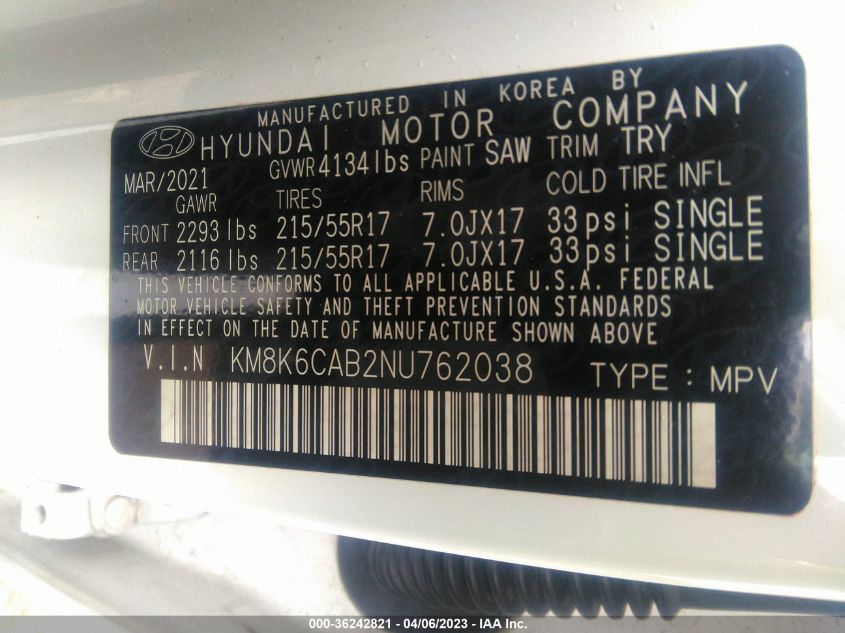 MANUFACTURED IN KOREA BY
HYUNDAI MOTOR COMPANY
MAR/2021 GVWR 4134 lbs PAINT SAW TRIM TRY
GAWR TIRES RIMS COLD TIRE INFL
FRONT 2293 lbs 215/55R17 7.0JX17 33psi SINGLE
REAR 2116 lbs 215/55R17 7.0JX17 33psi SINGLE
THIS VEHICLE CONFORMS TO ALL APPLICABLE U.S.A. FEDERAL
MOTOR VEHICLE SAFETY AND THEFT PREVENTION STANDARDS
IN EFFECT ON THE DATE OF MANUFACTURE SHOWN ABOVE
V.I.N KM8K6CAB2NU762038 TYPE : MPV
000-36242821 - 04/06/2023 - IAA Inc.